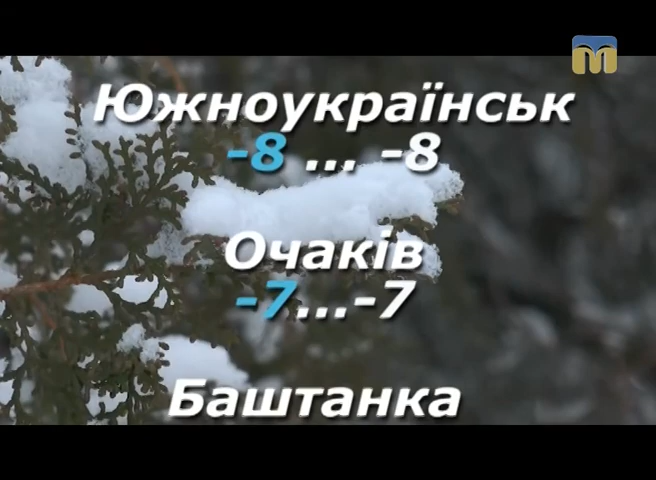 Южноукраїнськ
-8 ... -8
Очаків
-7...-7
Баштанка